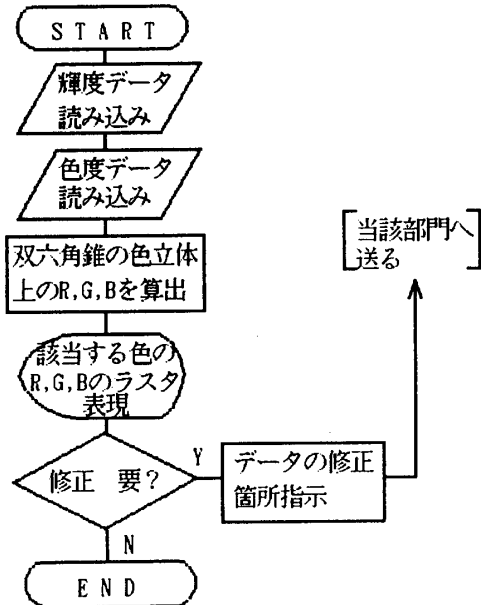 START
輝度データ
読み込み
色度データ
読み込み
双六角錐の色立体
上のR,G,Bを算出
該当する色の
R,G,Bのラスタ
表現
修正 要?
Y
データの修正
箇所指示
当該部門へ
送る
N
END